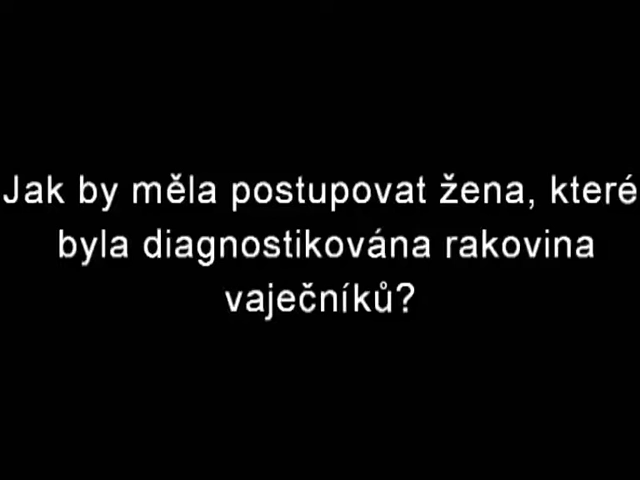 Jak by měla postupovat žena, které
byla diagnostikována rakovina
vaječníků?